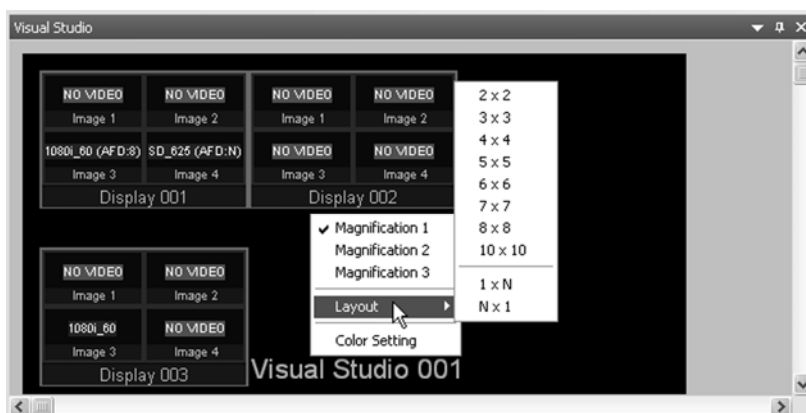 Visual Studio
NO VIDEO NO VIDEO NO VIDEO NO VIDEO
Image 1 Image 2 Image 1 Image 2
1080i_60 (AFD:8) SD_625 (AFD:N) NO VIDEO NO VIDEO
Image 3 Image 4 Image 3 Image 4
Display 001 Display 002
Magnification 1
Magnification 2
Magnification 3
Layout
Color Setting
2 x 2
3 x 3
4 x 4
5 x 5
6 x 6
7 x 7
8 x 8
10 x 10
1 x N
N x 1
NO VIDEO NO VIDEO
Image 1 Image 2
1080i_60 NO VIDEO
Image 3 Image 4
Display 003
Visual Studio 001